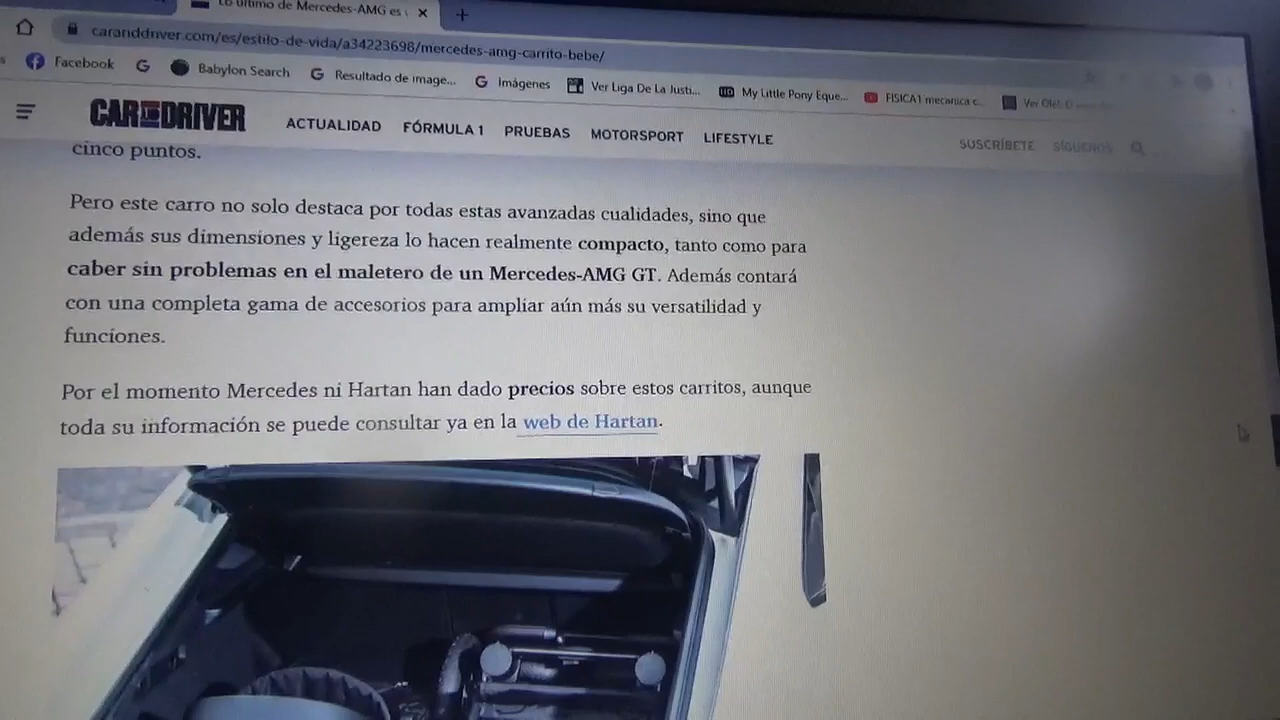 Lo último de Mercedes-AMG es
caranddriver.com/es/estilo-de-vida/a34223698/mercedes-amg-carrito-bebe/
Facebook Babylon Search Resultado de image... Imágenes Ver Liga De La Justi... My Little Pony Eque... FISICA1 mecanica c... Ver Olé!
CAR AND DRIVER ACTUALIDAD FÓRMULA 1 PRUEBAS MOTORSPORT LIFESTYLE SUSCRÍBETE SÍGUENOS
cinco puntos.
Pero este carro no solo destaca por todas estas avanzadas cualidades, sino que
además sus dimensiones y ligereza lo hacen realmente compacto, tanto como para
caber sin problemas en el maletero de un Mercedes-AMG GT. Además contará
con una completa gama de accesorios para ampliar aún más su versatilidad y
funciones.
Por el momento Mercedes ni Hartan han dado precios sobre estos carritos, aunque
toda su información se puede consultar ya en la web de Hartan.